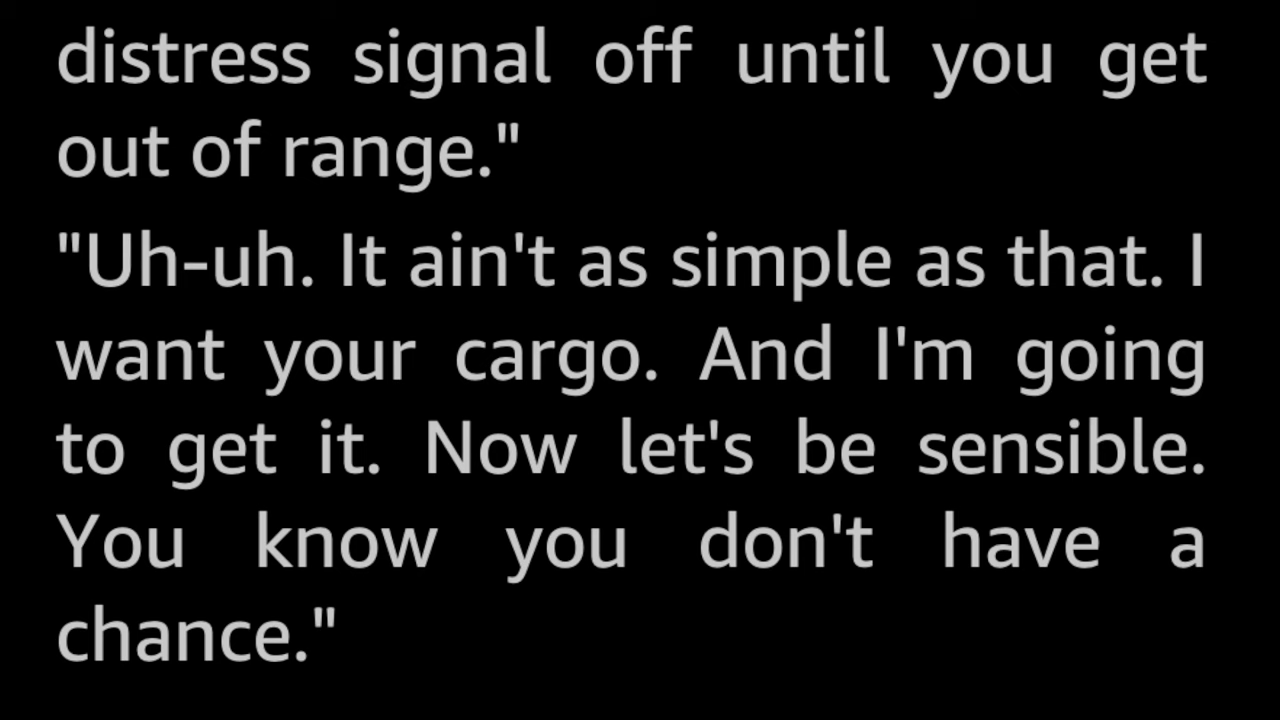 distress signal off until you get
out of range."
"Uh-uh. It ain't as simple as that. I
want your cargo. And I'm going
to get it. Now let's be sensible.
You know you don't have a
chance."